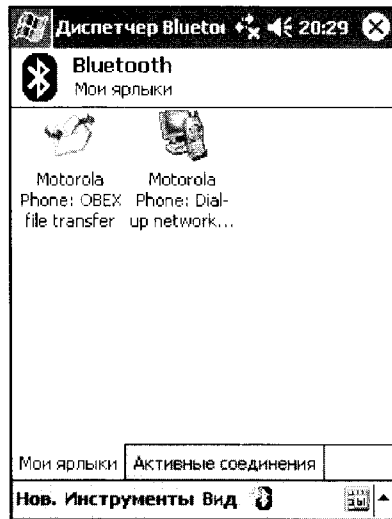 Диспетчер Bluetoo 20:29
Bluetooth
Мои ярлыки
Motorola Phone: OBEX file transfer
Motorola Phone: Dial-up network...
Мои ярлыки Активные соединения
Нов. Инструменты Вид